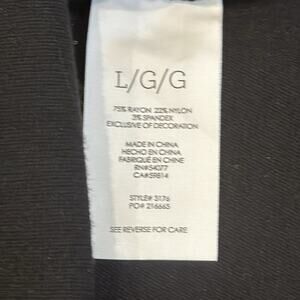 L/G/G
75% RAYON 22% NYLON
3% SPANDEX
EXCLUSIVE OF DECORATION
MADE IN CHINA
HECHO EN CHINA
FABRIQUÉ EN CHINE
RN#54077
CA#59814
STYLE# 3176
PO# 216665
SEE REVERSE FOR CARE